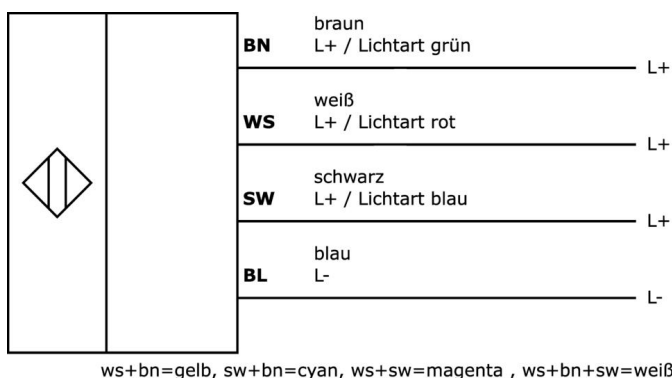 braun
BN L+ / Lichtart grün
L+
weiß
WS L+ / Lichtart rot
L+
schwarz
SW L+ / Lichtart blau
L+
blau
BL L-
L-
ws+bn=gelb, sw+bn=cyan, ws+sw=magenta , ws+bn+sw=weiß